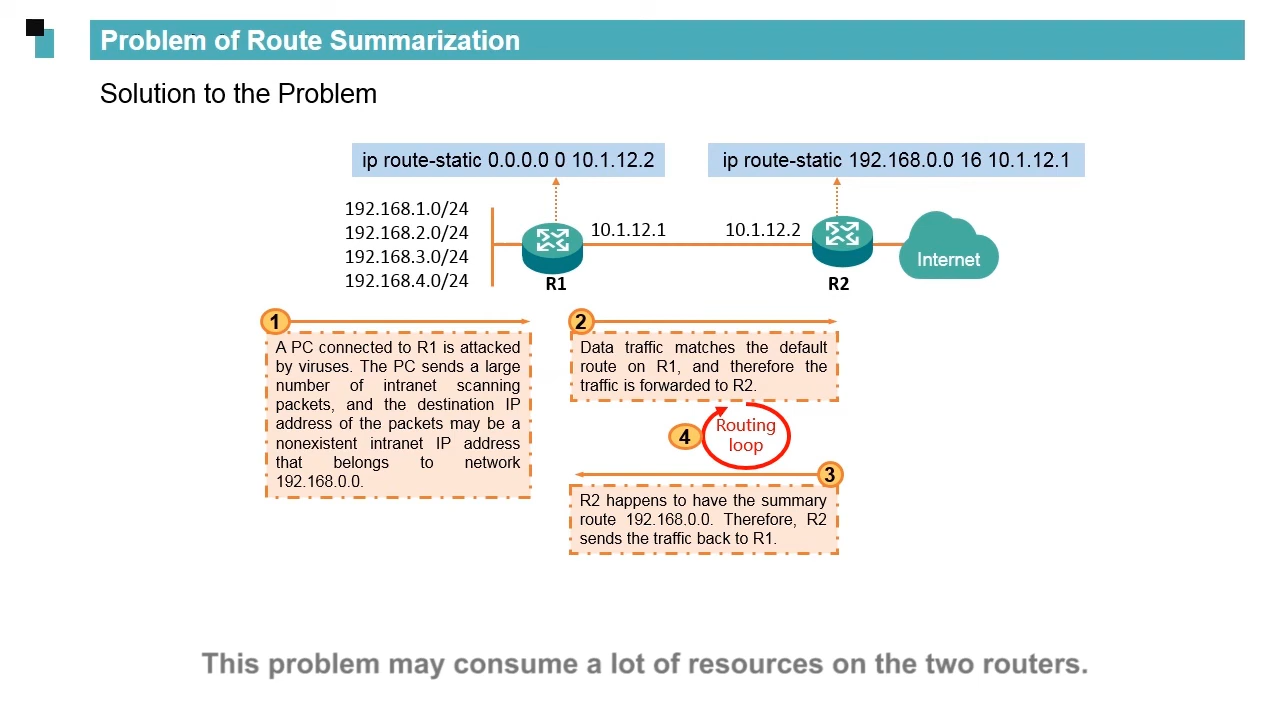 Problem of Route Summarization
Solution to the Problem
ip route-static 0.0.0.0 0 10.1.12.2
ip route-static 192.168.0.0 16 10.1.12.1
192.168.1.0/24
192.168.2.0/24
192.168.3.0/24
192.168.4.0/24
10.1.12.1
10.1.12.2
Internet
R1
R2
1
A PC connected to R1 is attacked
by viruses. The PC sends a large
number of intranet scanning
packets, and the destination IP
address of the packets may be a
nonexistent intranet IP address
that belongs to network
192.168.0.0.
2
Data traffic matches the default
route on R1, and therefore the
traffic is forwarded to R2.
4
Routing
loop
3
R2 happens to have the summary
route 192.168.0.0. Therefore, R2
sends the traffic back to R1.
This problem may consume a lot of resources on the two routers.